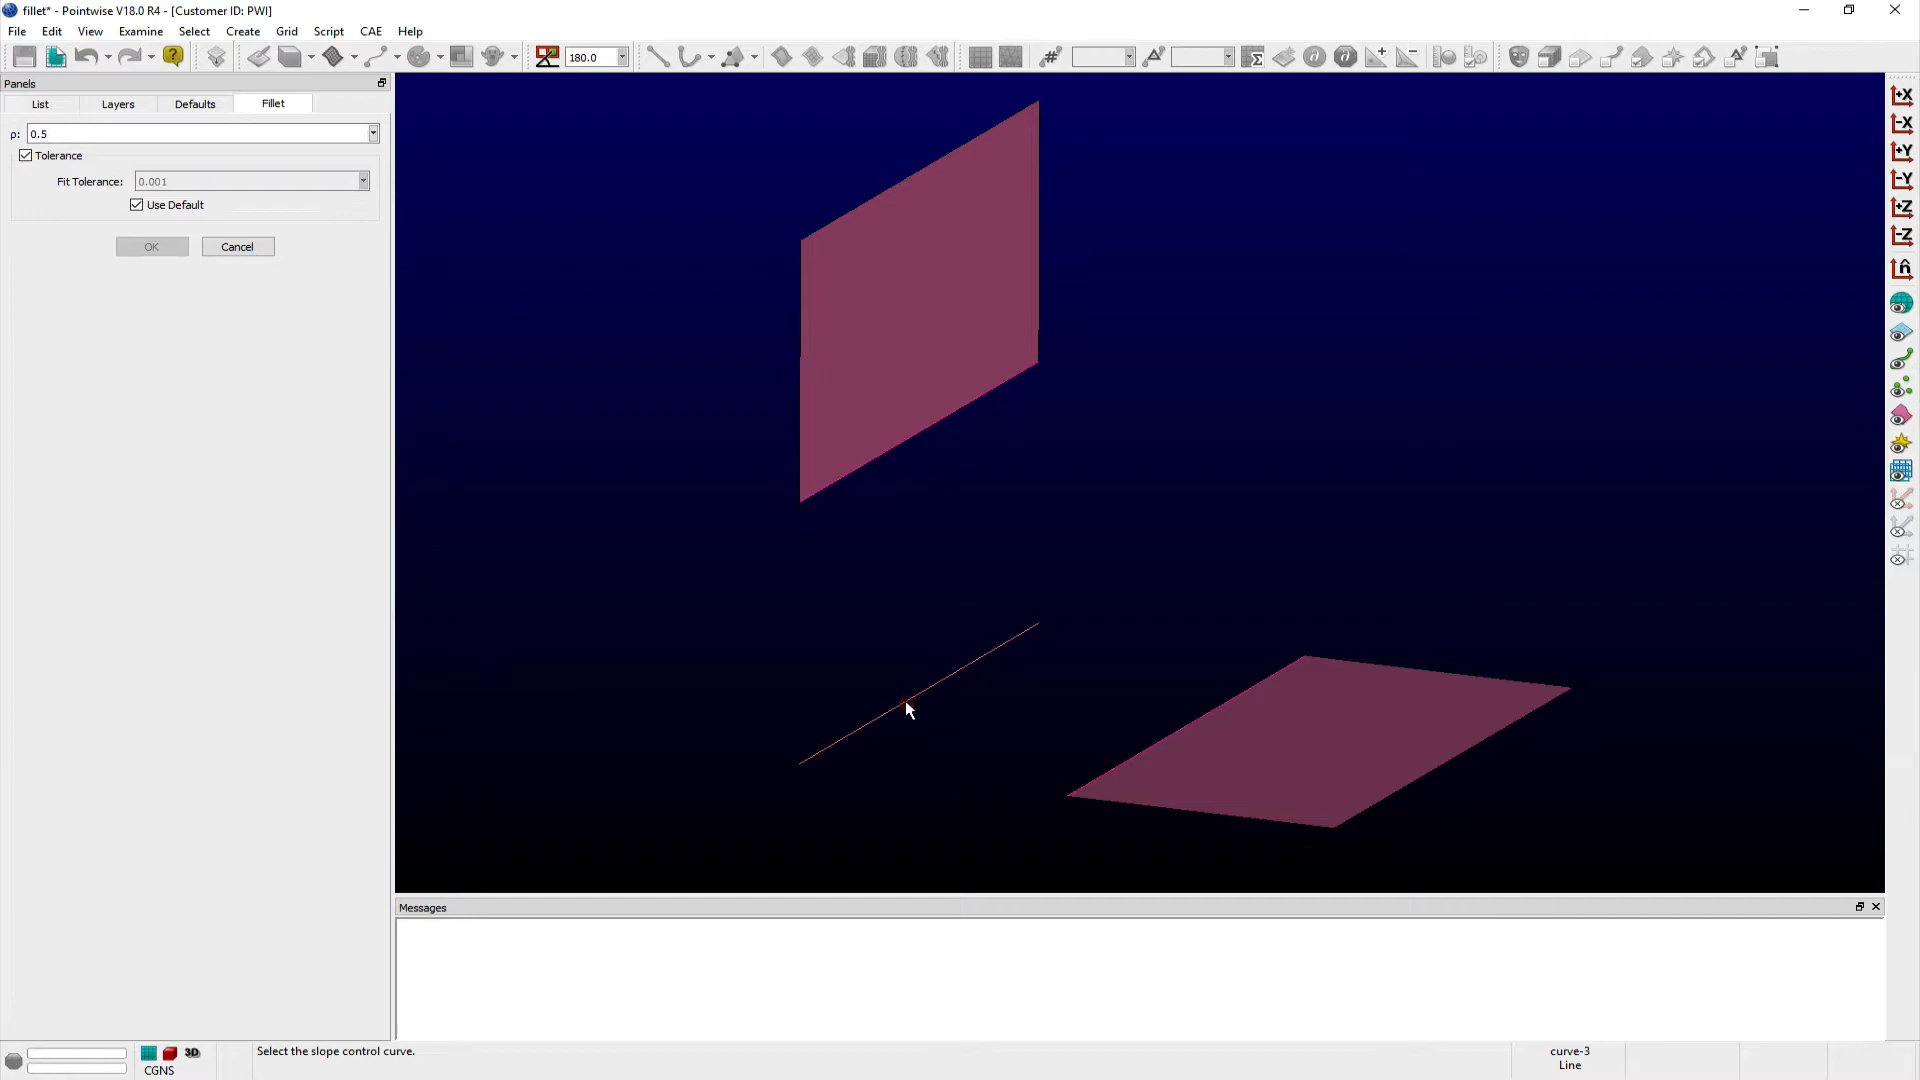 fillet* - Pointwise V18.0 R4 - [Customer ID: PWI]
File Edit View Examine Select Create Grid Script CAE Help
180.0
Panels
List Layers Defaults Fillet
ρ: 0.5
Tolerance
Fit Tolerance: 0.001
Use Default
OK Cancel
+X
-X
+Y
-Y
+Z
-Z
n̂
Messages
3D
CGNS
Select the slope control curve.
curve-3
Line